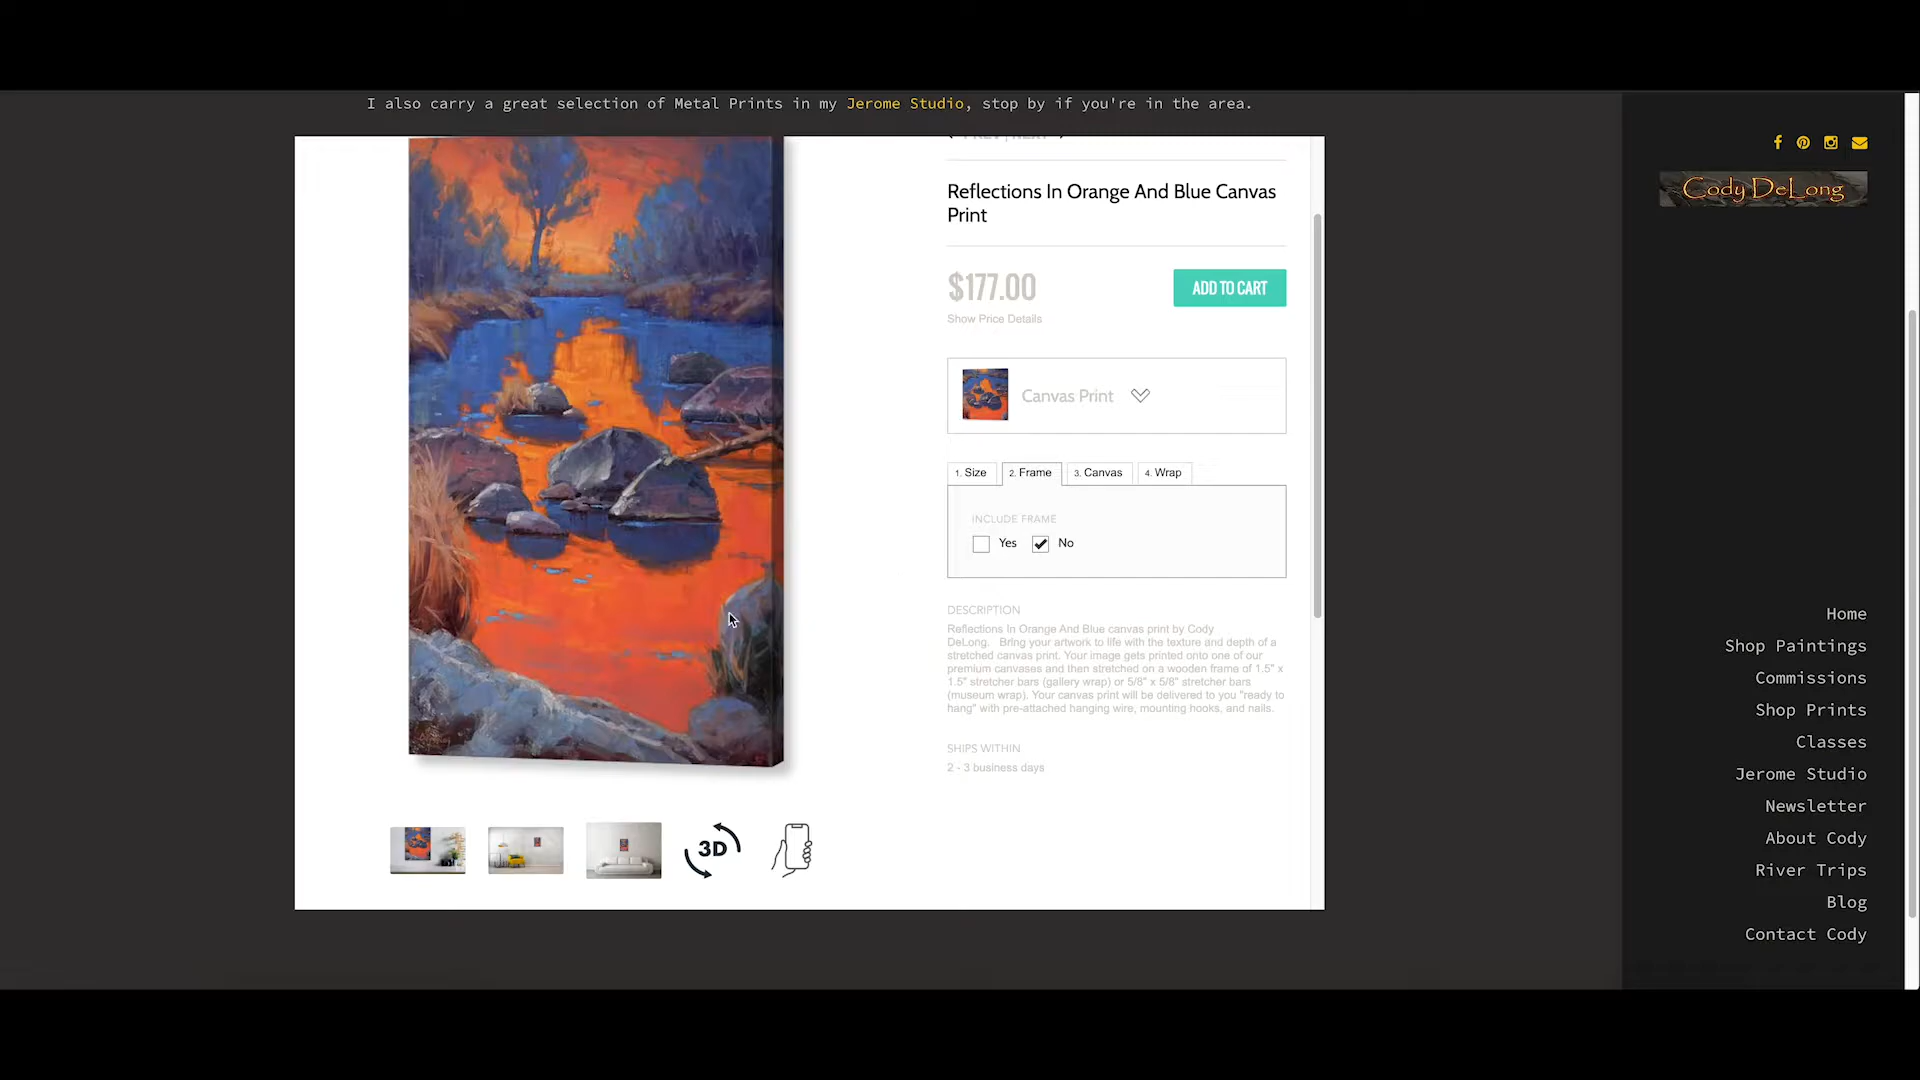 I also carry a great selection of Metal Prints in my Jerome Studio, stop by if you're in the area.
Reflections In Orange And Blue Canvas
Print
$177.00
ADD TO CART
Show Price Details
Canvas Print
1. Size
2. Frame
3. Canvas
4. Wrap
INCLUDE FRAME
Yes
No
DESCRIPTION
Reflections In Orange And Blue canvas print by Cody
DeLong. Bring your artwork to life with the texture and depth of a
stretched canvas print. Your image gets printed onto one of our
premium canvases and then stretched on a wooden frame of 1.5" x
1.5" stretcher bars (gallery wrap) or 5/8" x 5/8" stretcher bars
(museum wrap). Your canvas print will be delivered to you "ready to
hang" with pre-attached hanging wire, mounting hooks, and nails.
SHIPS WITHIN
2 - 3 business days
3D
Cody DeLong
Home
Shop Paintings
Commissions
Shop Prints
Classes
Jerome Studio
Newsletter
About Cody
River Trips
Blog
Contact Cody